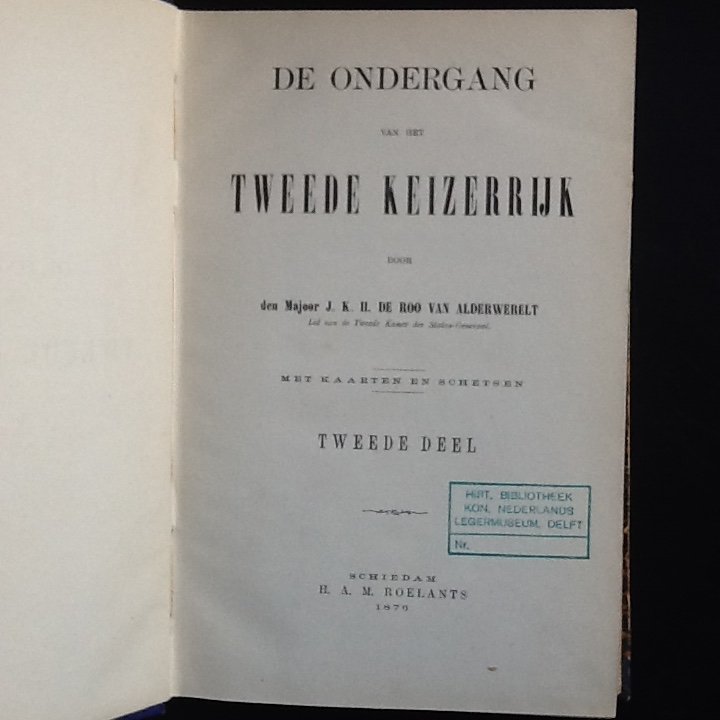 DE ONDERGANG
VAN HET
TWEEDE KEIZERRIJK
DOOR
den Majoor J. K. H. DE ROO VAN ALDERWERELT
Lid van de Tweede Kamer der Staten-Generaal.
MET KAARTEN EN SCHETSEN
TWEEDE DEEL
HIST. BIBLIOTHEEK
KON. NEDERLANDS
LEGERMUSEUM, DELFT
Nr.
SCHIEDAM
H. A. M. ROELANTS
1876